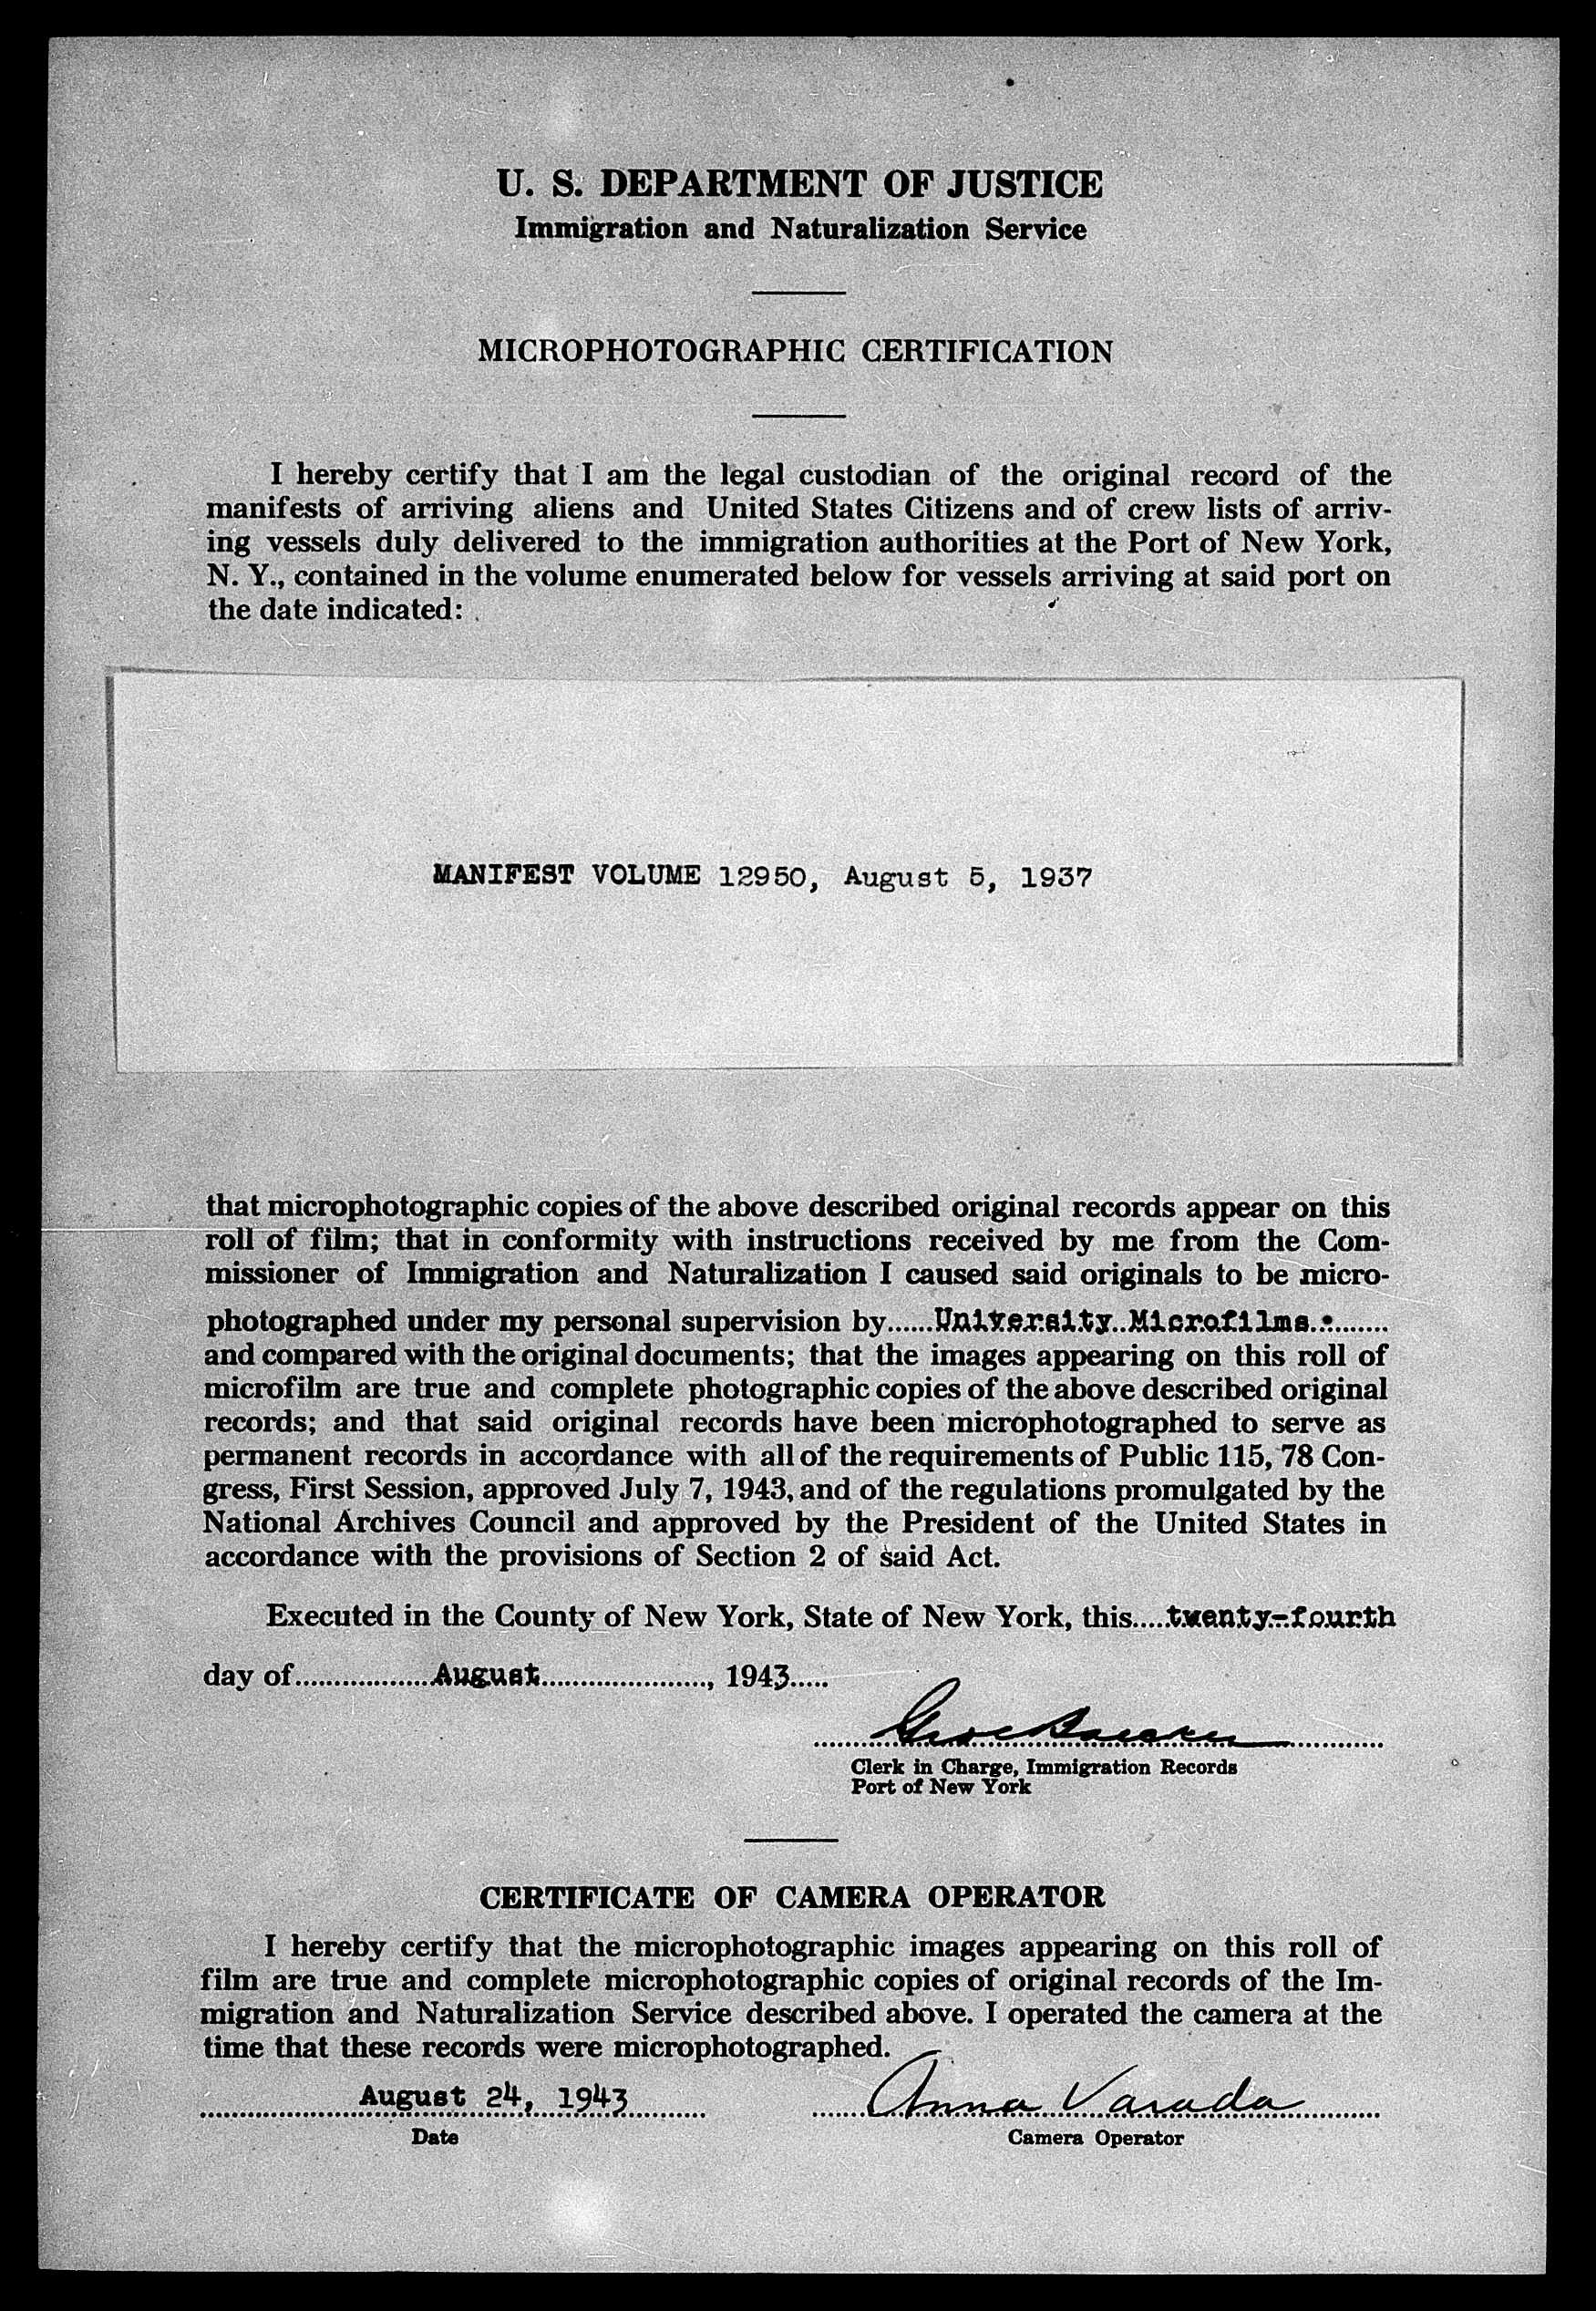 U. S. DEPARTMENT OF JUSTICE
Immigration and Naturalization Service
MICROPHOTOGRAPHIC CERTIFICATION
I hereby certify that I am the legal custodian of the original record of the
manifests of arriving aliens and United States Citizens and of crew lists of arriv-
ing vessels duly delivered to the immigration authorities at the Port of New York,
N. Y., contained in the volume enumerated below for vessels arriving at said port on
the date indicated:
MANIFEST VOLUME 12950, August 5, 1937
that microphotographic copies of the above described original records appear on this
roll of film; that in conformity with instructions received by me from the Com-
missioner of Immigration and Naturalization I caused said originals to be micro-
photographed under my personal supervision by......University Microfilms.........
and compared with the original documents; that the images appearing on this roll of
microfilm are true and complete photographic copies of the above described original
records; and that said original records have been microphotographed to serve as
permanent records in accordance with all of the requirements of Public 115, 78 Con-
gress, First Session, approved July 7, 1943, and of the regulations promulgated by the
National Archives Council and approved by the President of the United States in
accordance with the provisions of Section 2 of said Act.
Executed in the County of New York, State of New York, this.....twenty-fourth
day of..................August......................, 1943.....
Clerk in Charge, Immigration Records
Port of New York
CERTIFICATE OF CAMERA OPERATOR
I hereby certify that the microphotographic images appearing on this roll of
film are true and complete microphotographic copies of original records of the Im-
migration and Naturalization Service described above. I operated the camera at the
time that these records were microphotographed.
August 24, 1943 Anna Varada
Date Camera Operator